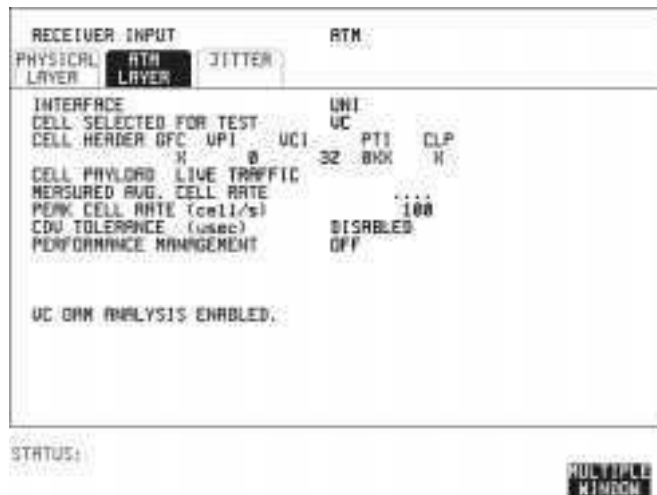 RECEIVER INPUT ATM
PHYSICAL LAYER ATM LAYER JITTER
INTERFACE UNI
CELL SELECTED FOR TEST VC
CELL HEADER GFC VPI VCI PTI CLP
X 0 32 0XX X
CELL PAYLOAD LIVE TRAFFIC
MEASURED AVG. CELL RATE ....
PEAK CELL RATE (cell/s) 100
CDV TOLERANCE (usec) DISABLED
PERFORMANCE MANAGEMENT OFF
VC OAM ANALYSIS ENABLED.
STATUS:
MULTIPLE
WINDOW